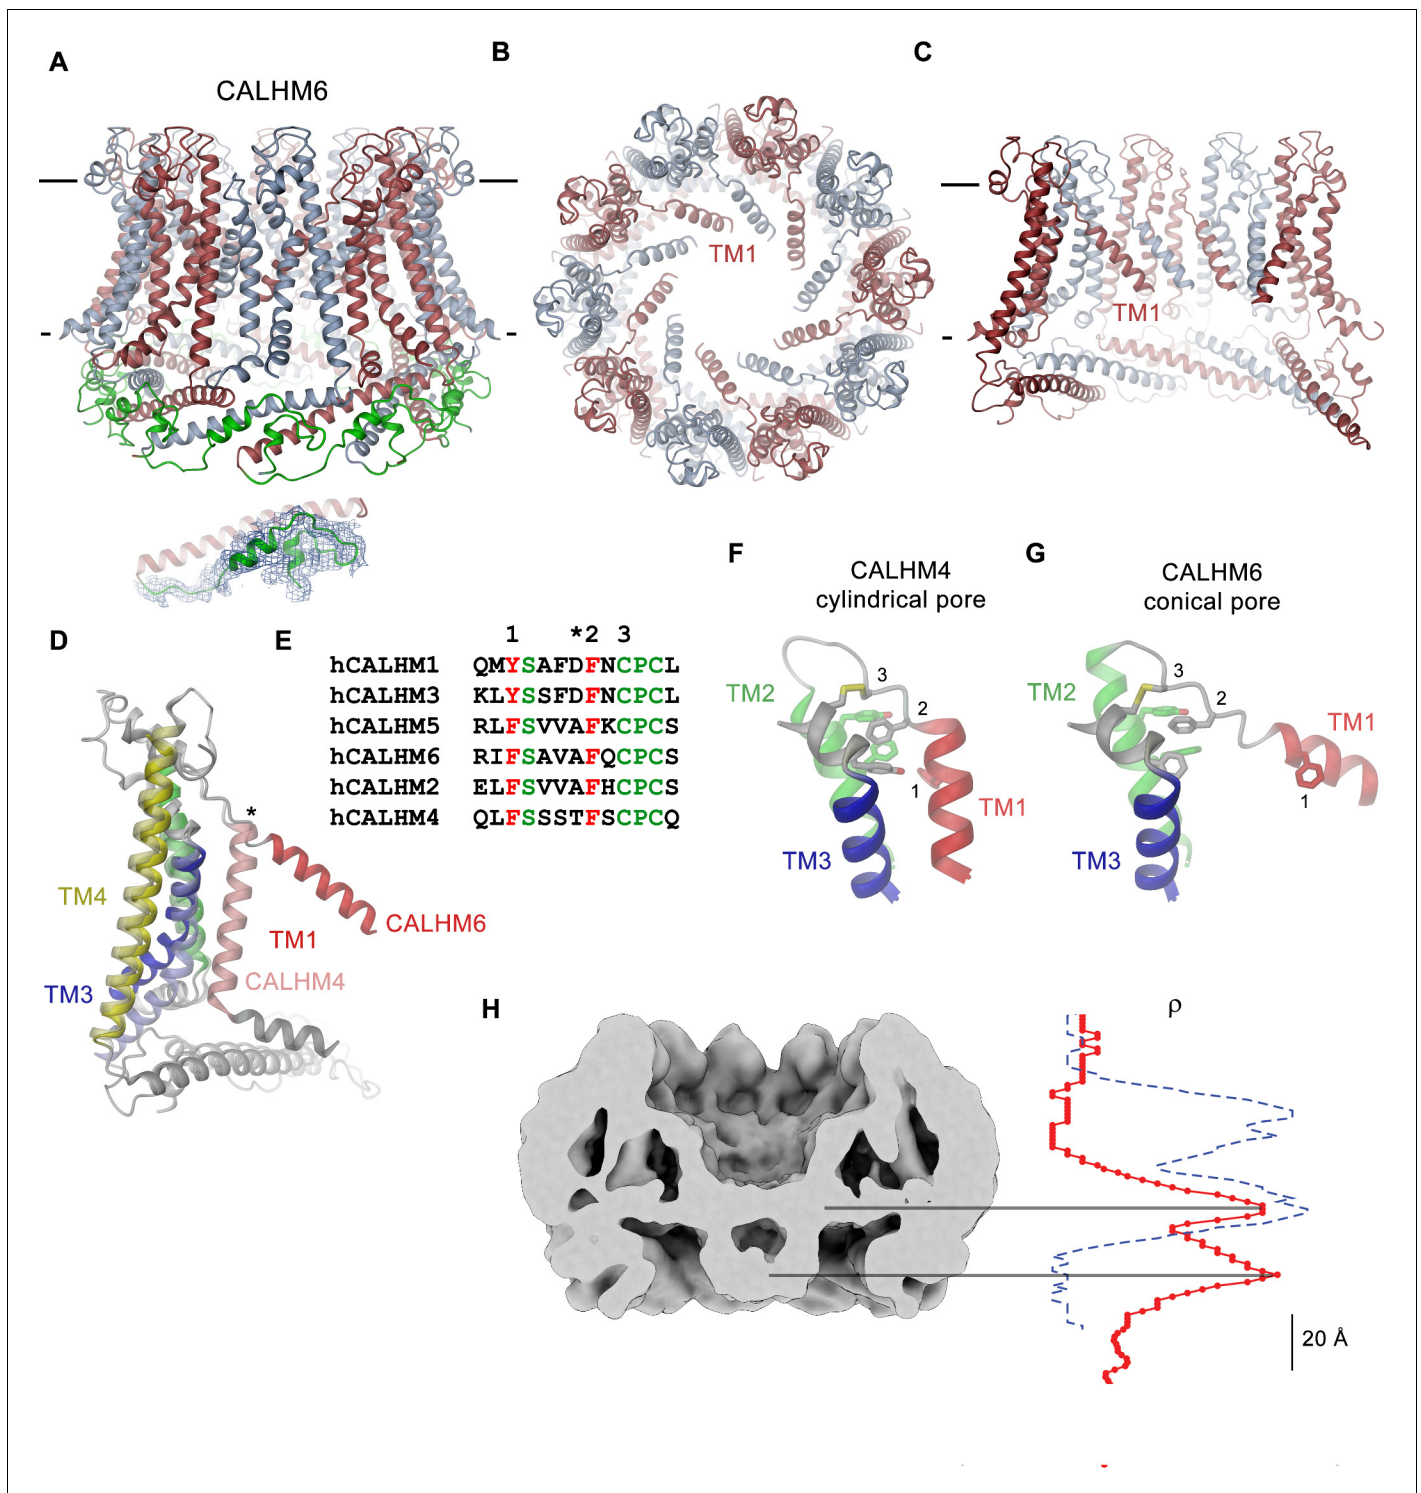 A
B
C
CALHM6
TM1
TM1
F
G
CALHM4
cylindrical pore
CALHM6
conical pore
D
E
1 *2 3
hCALHM1 QMYSAFDFNCPCL
hCALHM3 KLYSSFDFNCPCL
hCALHM5 RLFSVVAFKCPCS
hCALHM6 RIFSAVAFQCPCS
hCALHM2 ELFSVVAFHCPCS
hCALHM4 QLFSSSTFSCPCQ
*
TM4
TM3
TM1
CALHM6
CALHM4
TM2
3
2
1
TM1
TM3
TM2
3
2
TM1
1
TM3
H
ρ
20 Å